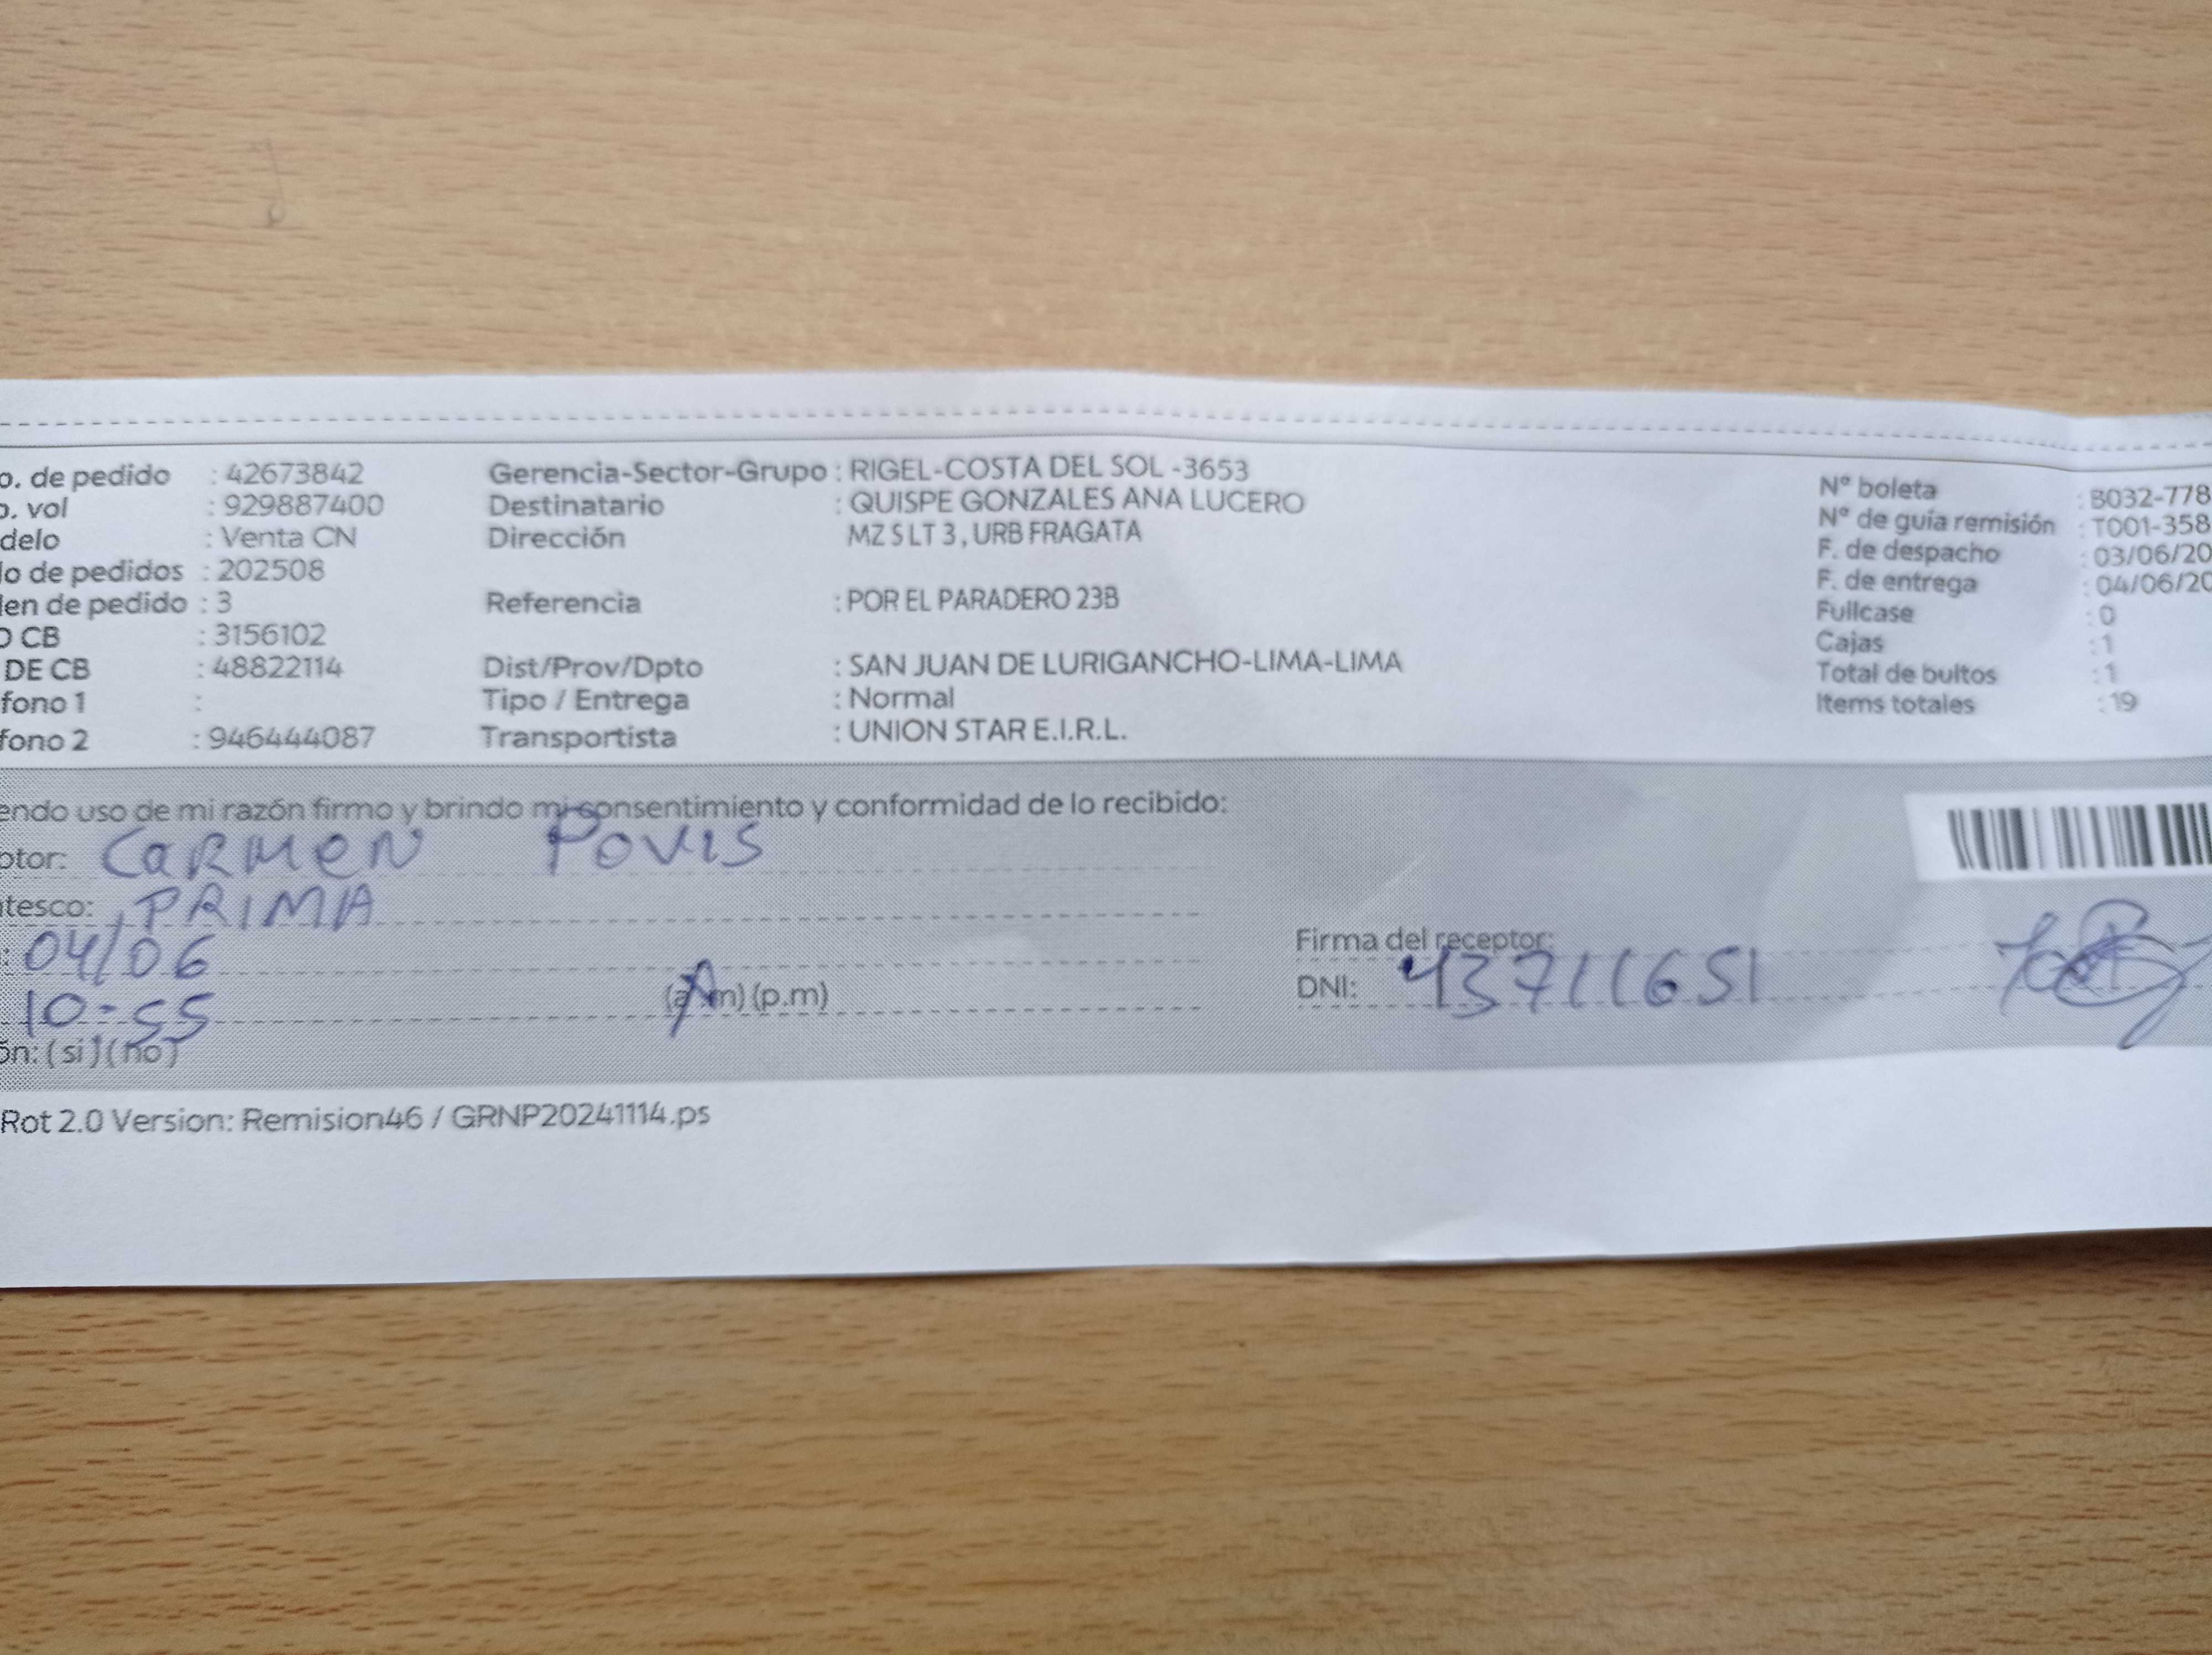 o. de pedido : 42673842 Gerencia-Sector-Grupo : RIGEL-COSTA DEL SOL -3653 N° boleta : B032-778
o. vol : 929887400 Destinatario : QUISPE GONZALES ANA LUCERO N° de guía remisión : T001-358
delo : Venta CN Dirección MZ S LT 3 , URB FRAGATA F. de despacho : 03/06/20
lo de pedidos : 202508 F. de entrega : 04/06/20
len de pedido : 3 Referencia : POR EL PARADERO 23B Fullcase : 0
O CB : 3156102 Cajas : 1
DE CB : 48822114 Dist/Prov/Dpto : SAN JUAN DE LURIGANCHO-LIMA-LIMA Total de bultos : 1
fono 1 : Tipo / Entrega : Normal Items totales : 19
fono 2 : 946444087 Transportista : UNION STAR E.I.R.L.
endo uso de mi razón firmo y brindo mi consentimiento y conformidad de lo recibido:
ptor: CARMEN POVIS
tesco: PRIMA
: 04/06 Firma del receptor:
10-55 (a.m) (p.m) DNI: 43711651
ón: (si) (no)
Rot 2.0 Version: Remision46 / GRNP20241114.ps